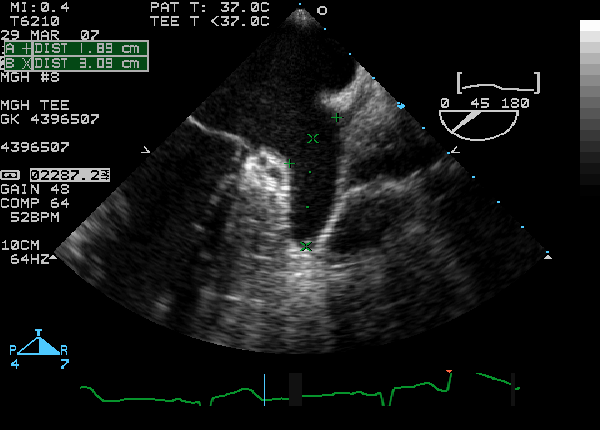 MI:0.4
T6210
PAT T: 37.0C
TEE T <37.0C
29 MAR 07
A + DIST 1.89 cm
B X DIST 3.09 cm
MGH #8
MGH TEE
GK 4396507
4396507
0 45 180
GAIN 48
COMP 64
52BPM
10CM
64HZ
T
P R
4 7